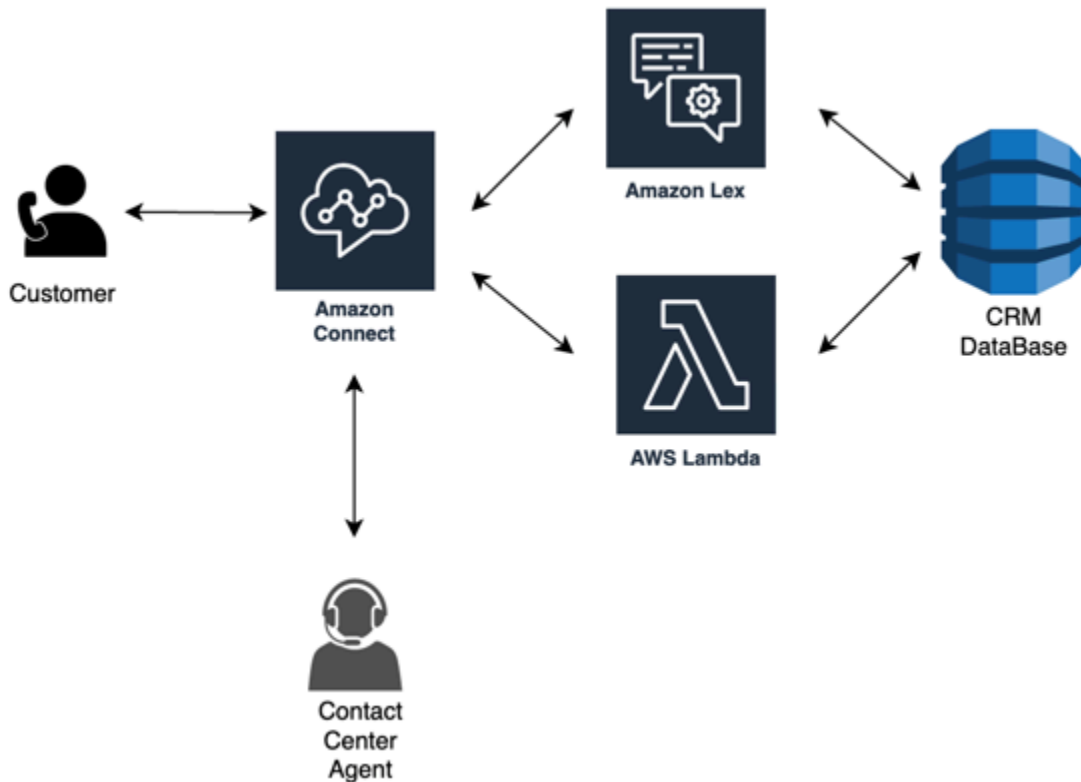 Amazon Lex
Customer
Amazon
Connect
CRM
DataBase
AWS Lambda
Contact
Center
Agent